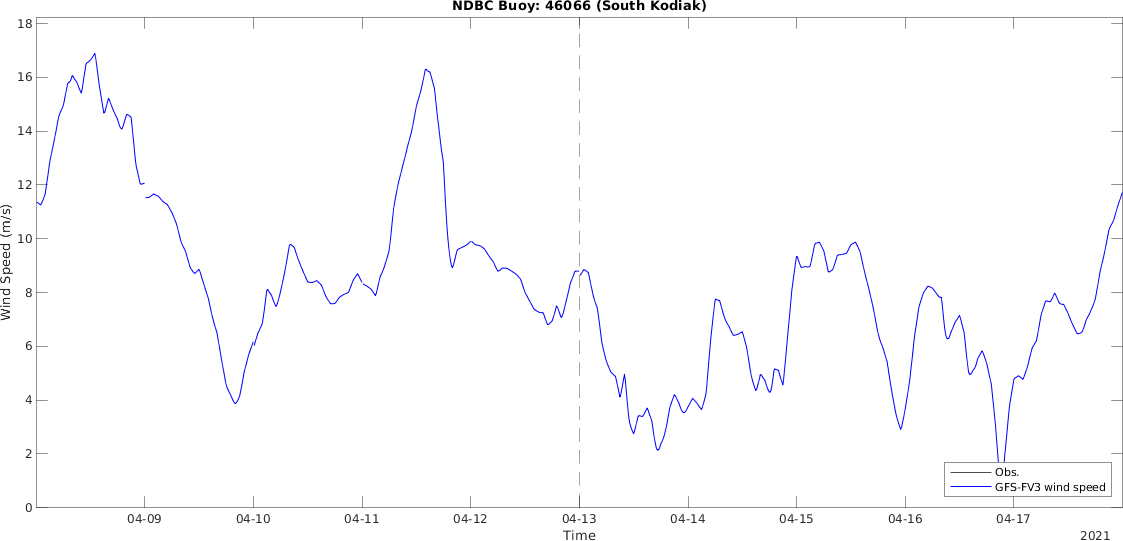 NDBC Buoy: 46066 (South Kodiak)
18
16
14
12
10
8
6
4
2
0
Wind Speed (m/s)
Obs.
GFS-FV3 wind speed
04-09 04-10 04-11 04-12 04-13 04-14 04-15 04-16 04-17
Time
2021